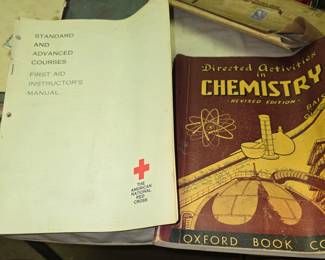 STANDARD
AND
ADVANCED
COURSES
FIRST AID
INSTRUCTOR'S
MANUAL
THE
AMERICAN
NATIONAL
RED
CROSS
Directed Activities
in
CHEMISTRY
- REVISED EDITION -
OXFORD BOOK CO